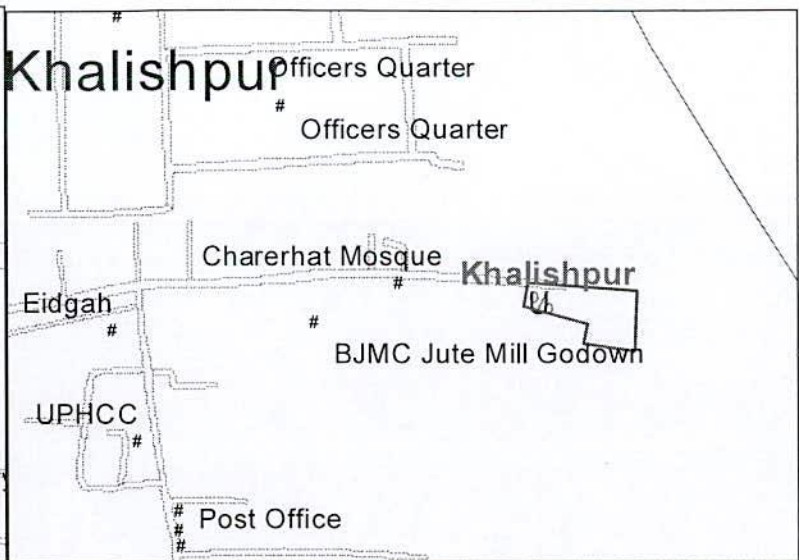 #
Khalishpur
Officers Quarter
#
Officers Quarter
Charerhat Mosque
#
Khalishpur
Eidgah
#
#
BJMC Jute Mill Godown
UPHCC
#
#
Post Office
#
#